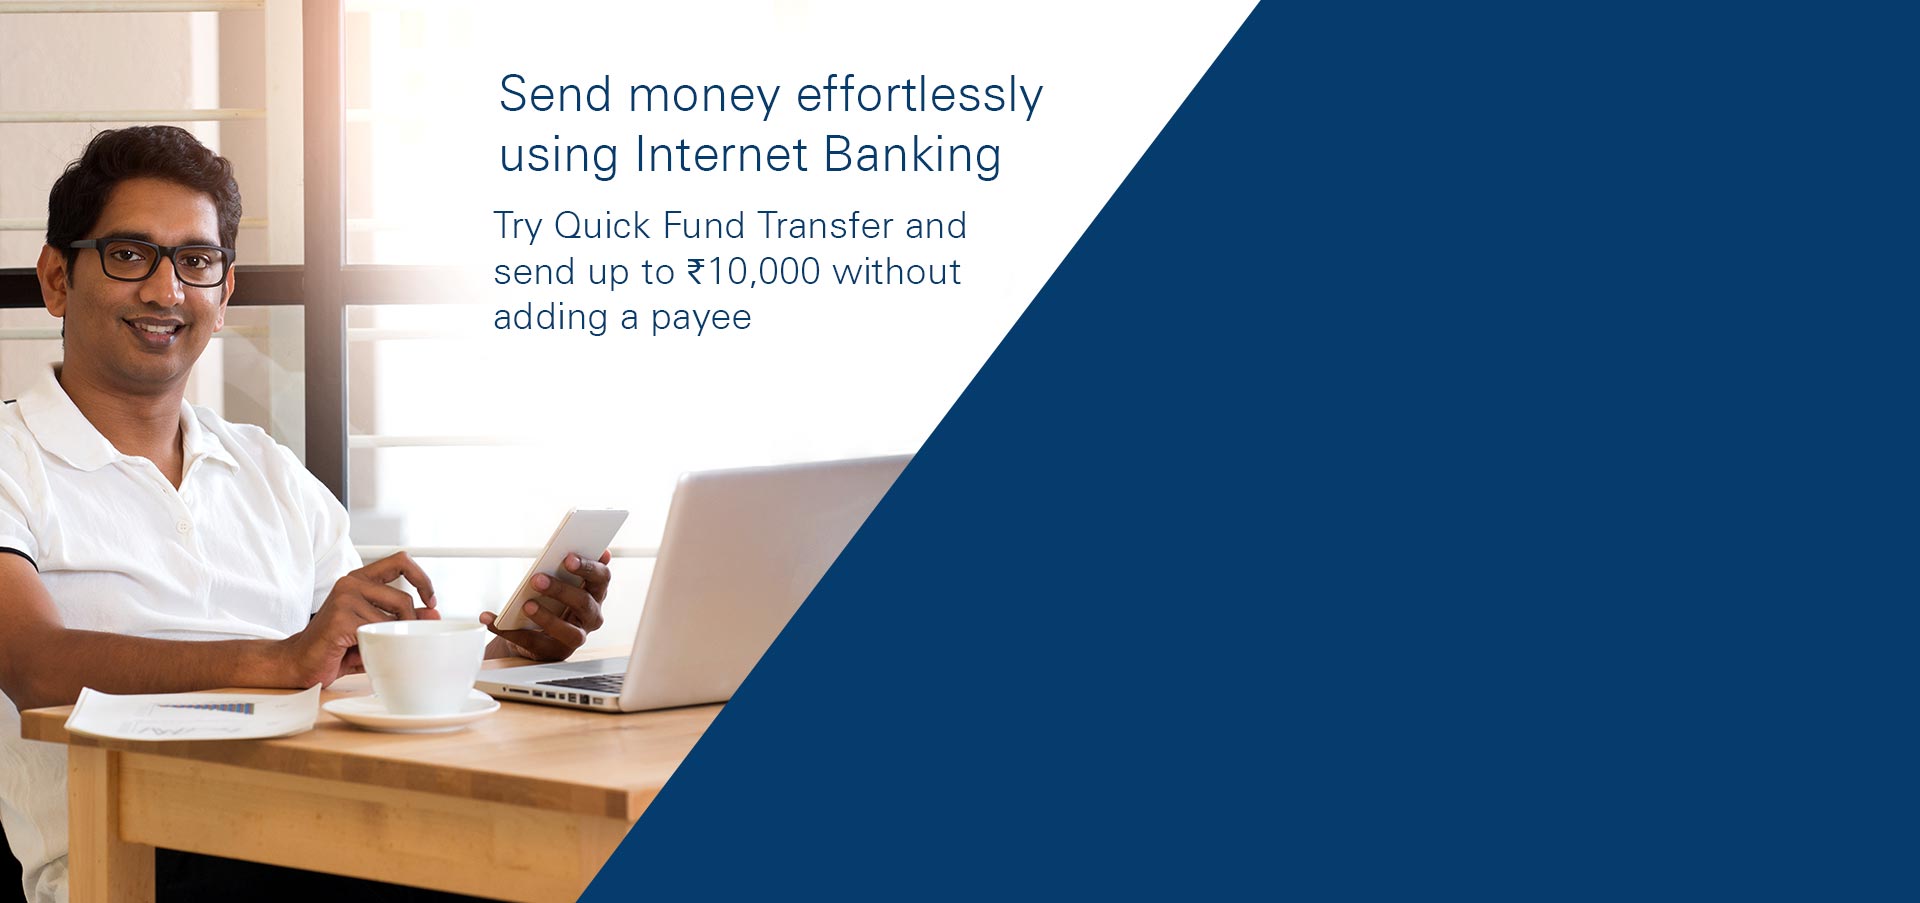 Send money effortlessly
using Internet Banking
Try Quick Fund Transfer and
send up to ₹10,000 without
adding a payee